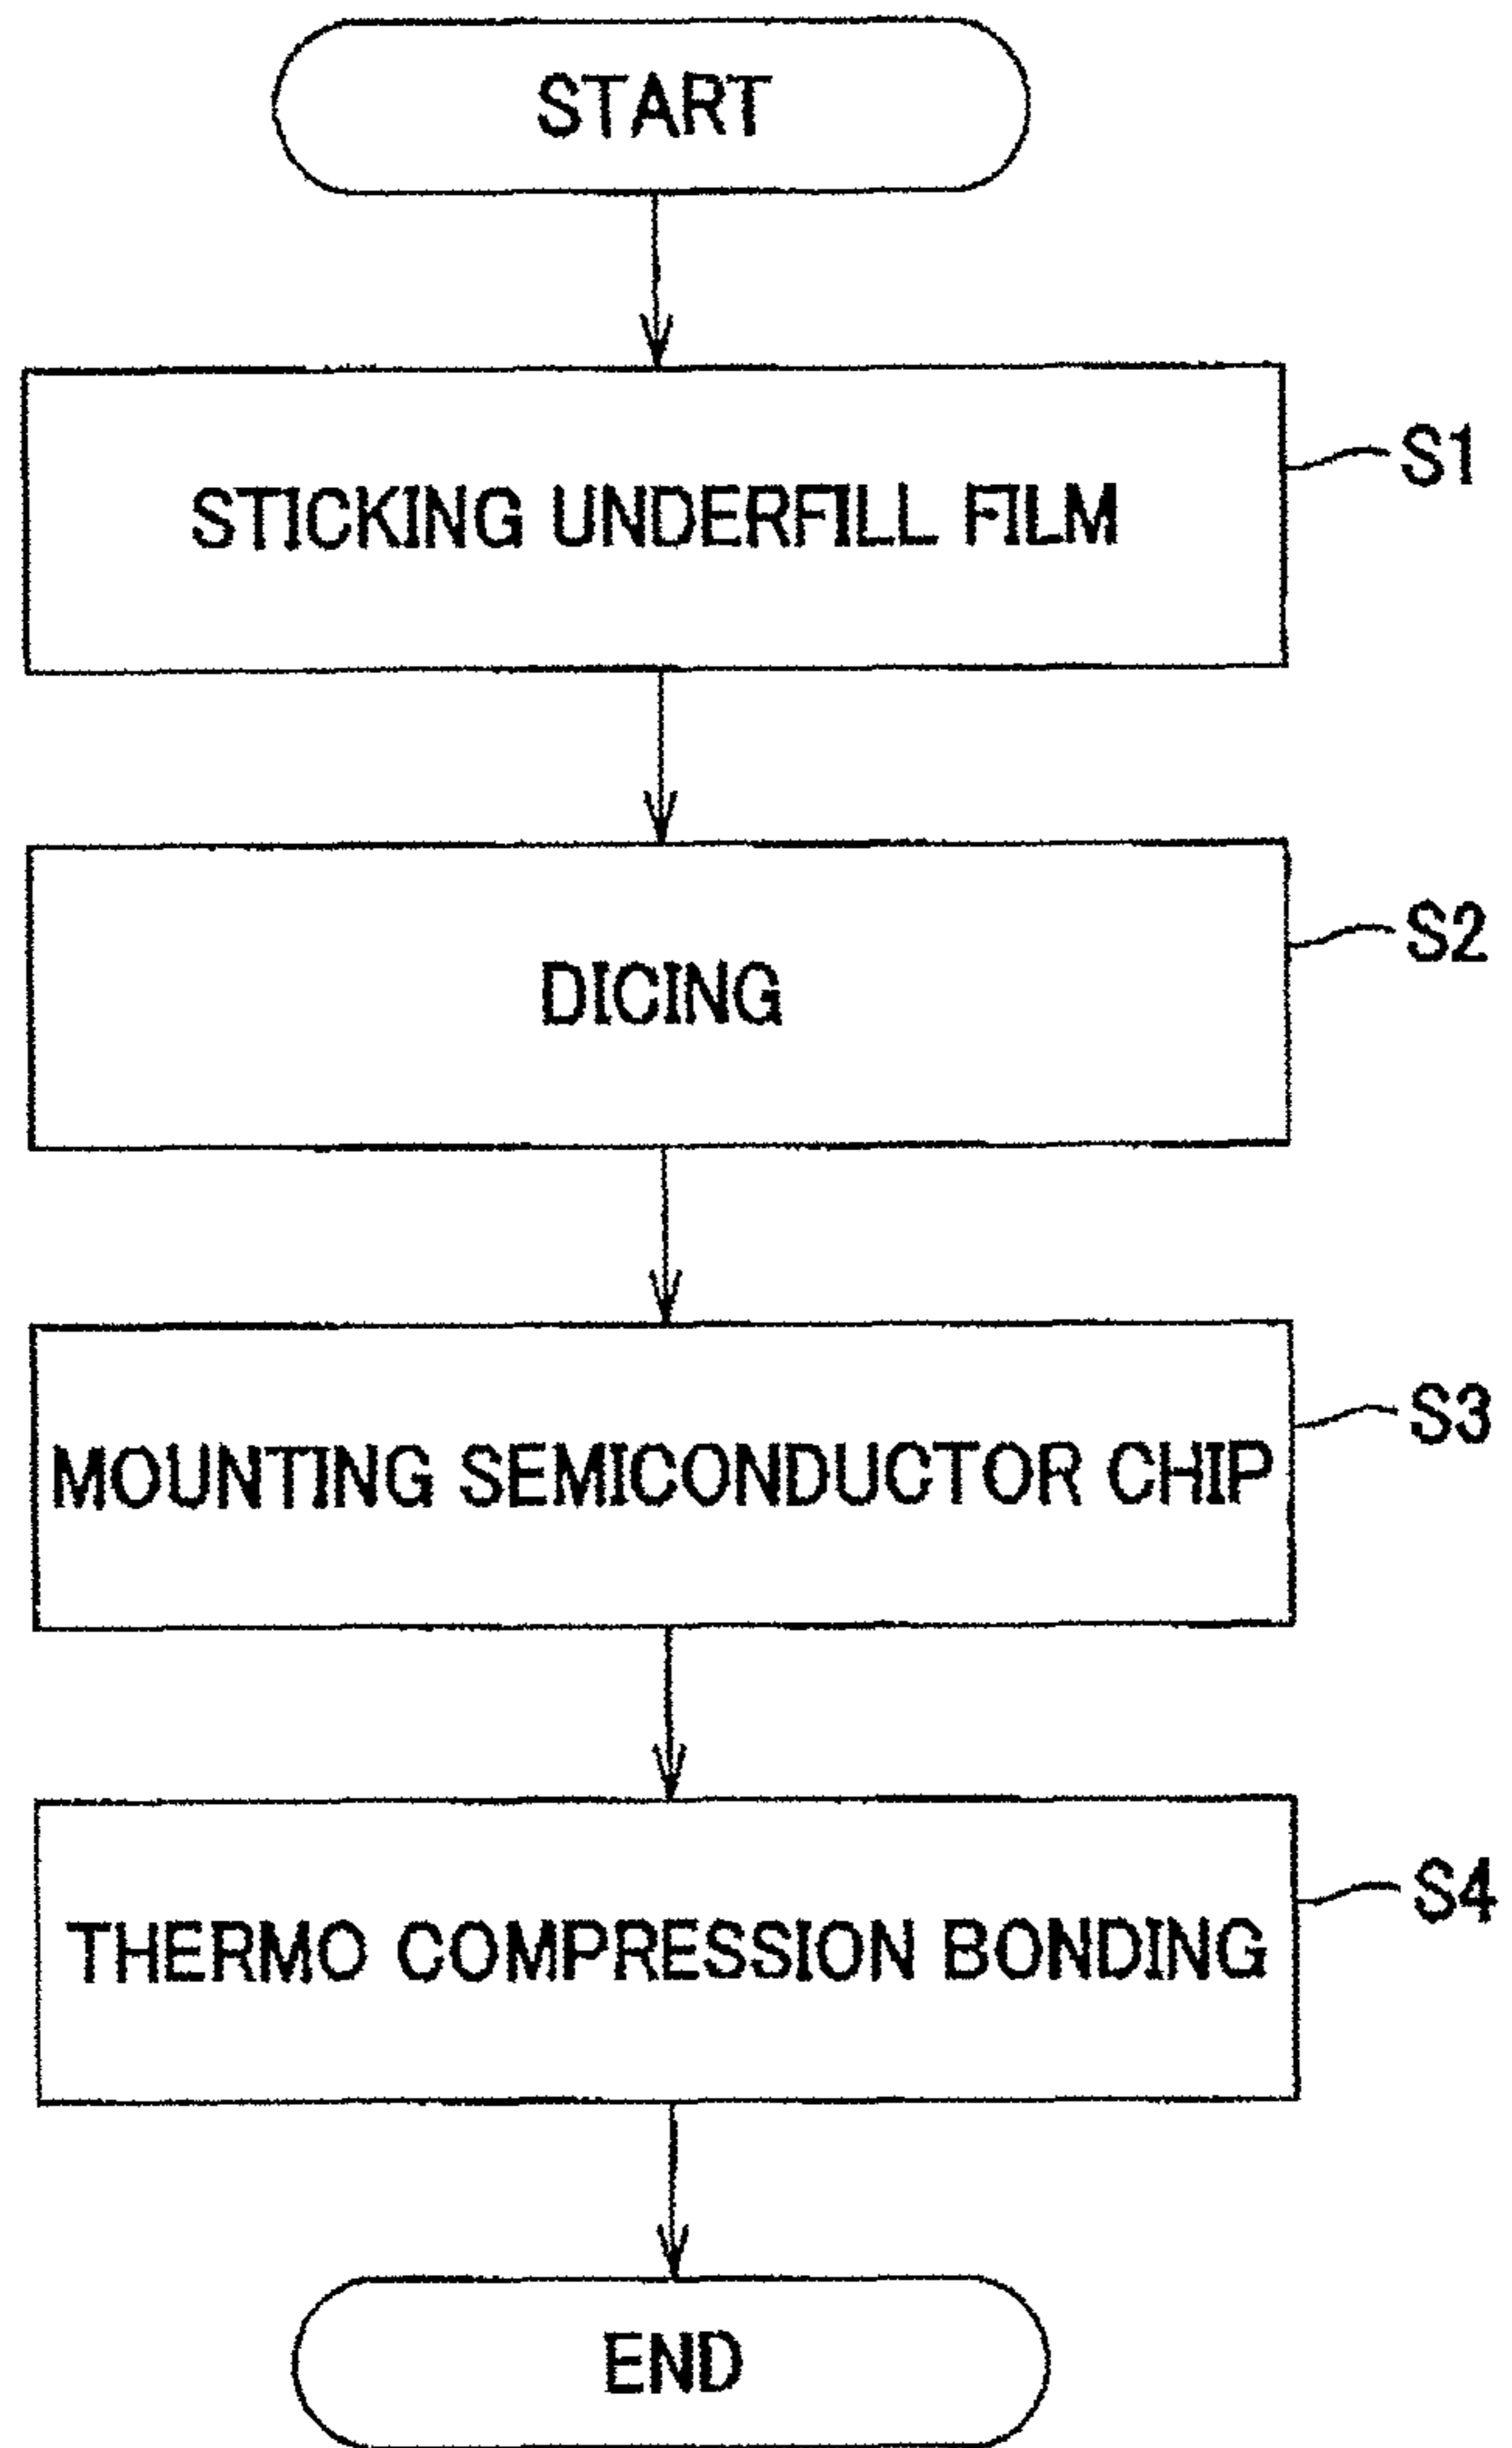 START
STICKING UNDERFILL FILM
S1
DICING
S2
MOUNTING SEMICONDUCTOR CHIP
S3
THERMO COMPRESSION BONDING
S4
END